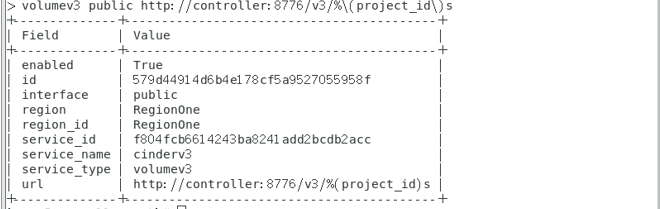 > volumev3 public http://controller:8776/v3/%\(project_id\)s
+--------------+------------------------------------------+
| Field | Value |
+--------------+------------------------------------------+
| enabled | True |
| id | 579d44914d6b4e178cf5a9527055958f |
| interface | public |
| region | RegionOne |
| region_id | RegionOne |
| service_id | f804fcb6614243ba8241add2bcdb2acc |
| service_name | cinderv3 |
| service_type | volumev3 |
| url | http://controller:8776/v3/%(project_id)s |
+--------------+------------------------------------------+